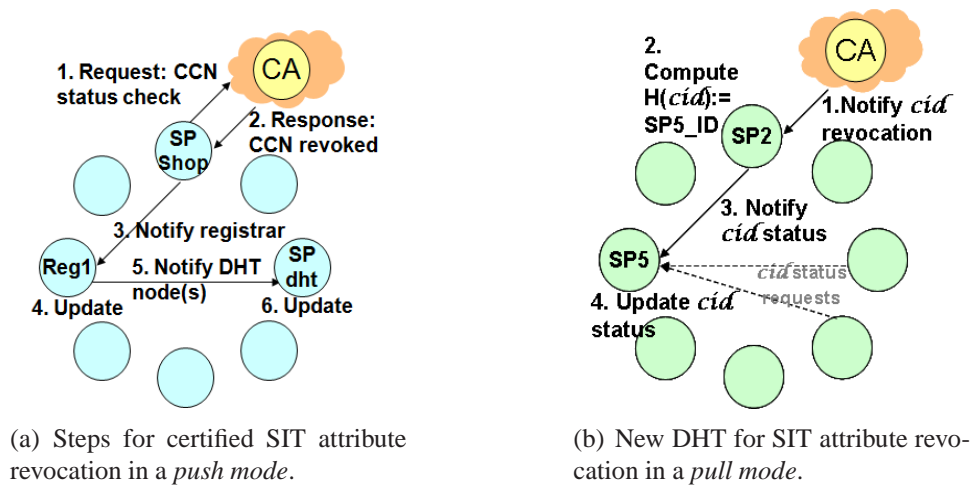 CA
1. Request: CCN
status check
2. Response:
CCN revoked
SP
Shop
3. Notify registrar
Reg1
5. Notify DHT
node(s)
SP
dht
4. Update
6. Update
(a) Steps for certified SIT attribute
revocation in a push mode.
CA
2.
Compute
H(cid):=
SP5_ID
1.Notify cid
revocation
SP2
3. Notify
cid status
SP5
cid status
requests
4. Update cid
status
(b) New DHT for SIT attribute revo-
cation in a pull mode.